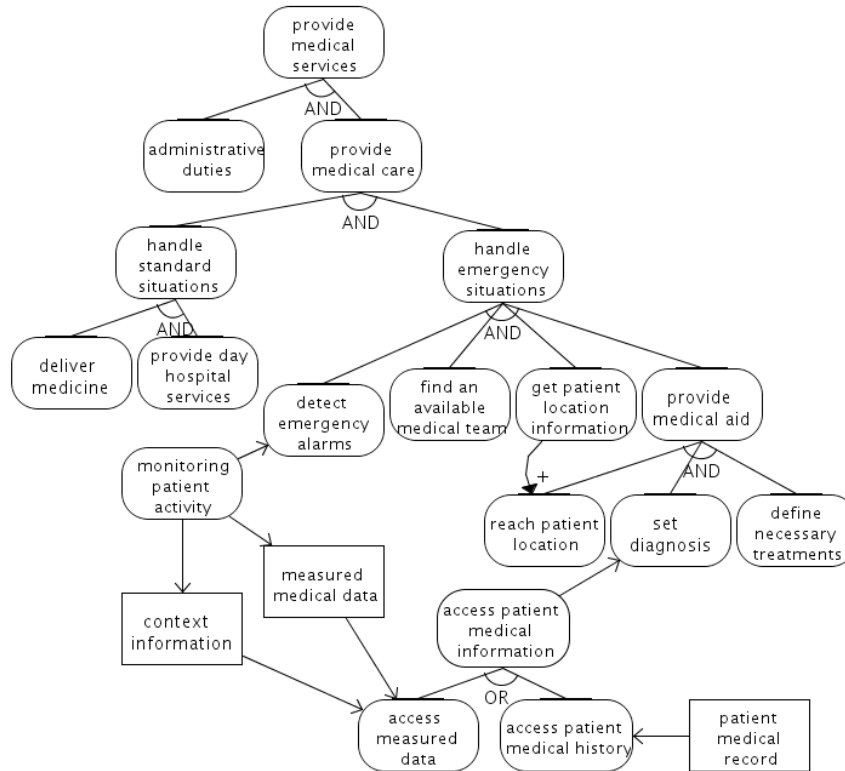 provide
medical
services
AND
administrative
duties
provide
medical care
AND
handle
standard
situations
handle
emergency
situations
AND
AND
deliver
medicine
provide day
hospital
services
detect
emergency
alarms
find an
available
medical team
get patient
location
information
provide
medical aid
monitoring
patient
activity
+
AND
reach patient
location
set
diagnosis
define
necessary
treatments
measured
medical data
context
information
access patient
medical
information
OR
access
measured
data
access patient
medical history
patient
medical
record